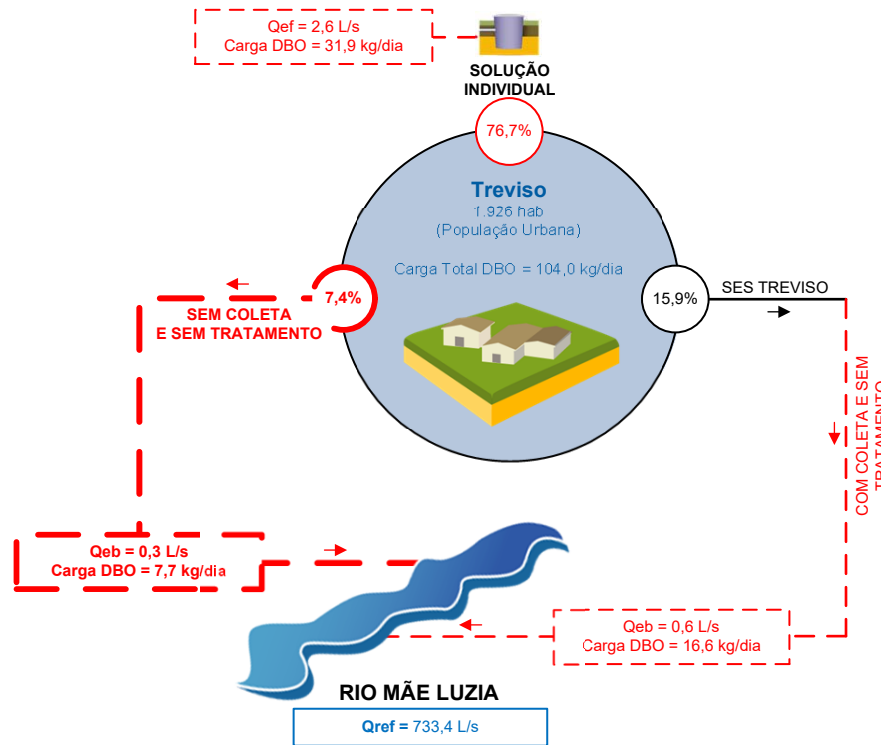 Qef = 2,6 L/s
Carga DBO = 31,9 kg/dia
SOLUÇÃO
INDIVIDUAL
76,7%
Treviso
1.926 hab
(População Urbana)
Carga Total DBO = 104,0 kg/dia
7,4%
SEM COLETA
E SEM TRATAMENTO
15,9%
SES TREVISO
COM COLETA E SEM
TRATAMENTO
Qeb = 0,3 L/s
Carga DBO = 7,7 kg/dia
Qeb = 0,6 L/s
Carga DBO = 16,6 kg/dia
RIO MÃE LUZIA
Qref = 733,4 L/s